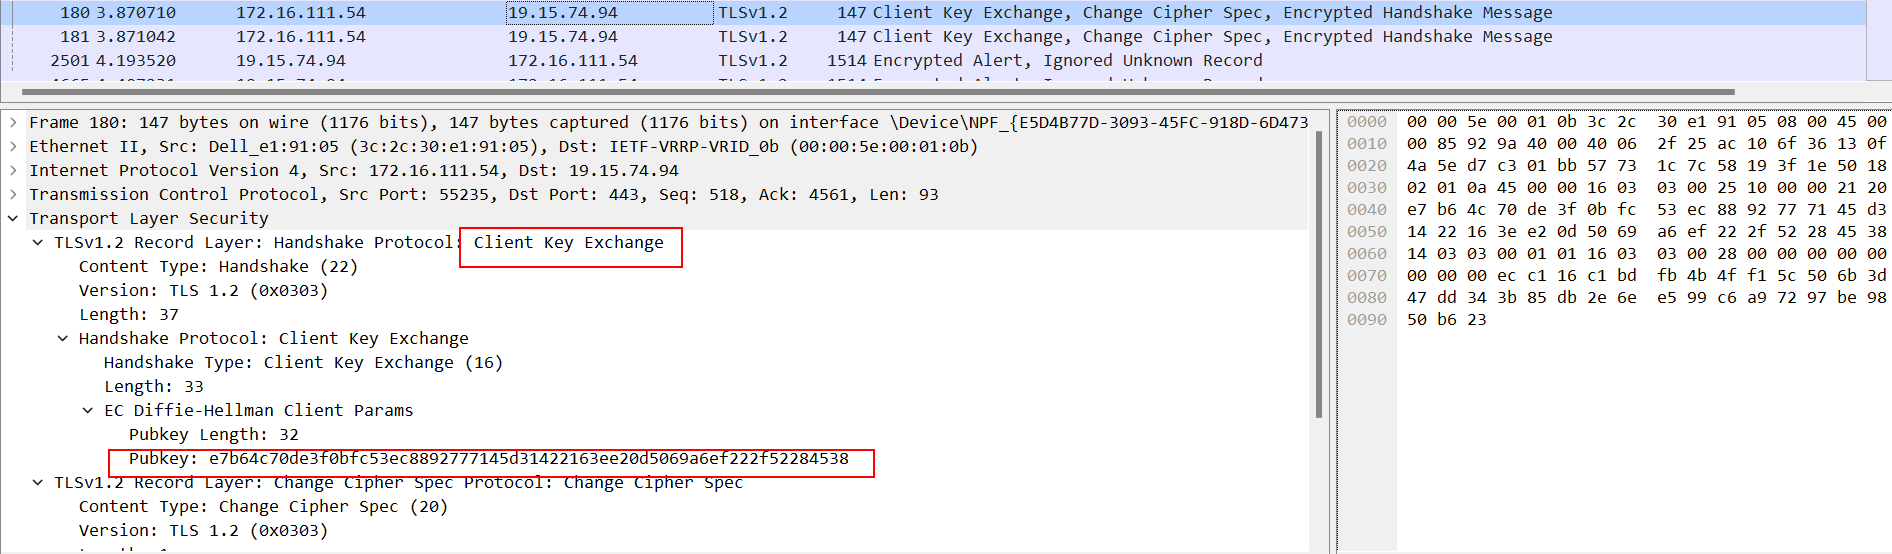 180 3.870710 172.16.111.54 19.15.74.94 TLSv1.2 147 Client Key Exchange, Change Cipher Spec, Encrypted Handshake Message
181 3.871042 172.16.111.54 19.15.74.94 TLSv1.2 147 Client Key Exchange, Change Cipher Spec, Encrypted Handshake Message
2501 4.193520 19.15.74.94 172.16.111.54 TLSv1.2 1514 Encrypted Alert, Ignored Unknown Record
Frame 180: 147 bytes on wire (1176 bits), 147 bytes captured (1176 bits) on interface \Device\NPF_{E5D4B77D-3093-45FC-918D-6D473
Ethernet II, Src: Dell_e1:91:05 (3c:2c:30:e1:91:05), Dst: IETF-VRRP-VRID_0b (00:00:5e:00:01:0b)
Internet Protocol Version 4, Src: 172.16.111.54, Dst: 19.15.74.94
Transmission Control Protocol, Src Port: 55235, Dst Port: 443, Seq: 518, Ack: 4561, Len: 93
Transport Layer Security
TLSv1.2 Record Layer: Handshake Protocol: Client Key Exchange
Content Type: Handshake (22)
Version: TLS 1.2 (0x0303)
Length: 37
Handshake Protocol: Client Key Exchange
Handshake Type: Client Key Exchange (16)
Length: 33
EC Diffie-Hellman Client Params
Pubkey Length: 32
Pubkey: e7b64c70de3f0bfc53ec8892777145d31422163ee20d5069a6ef222f52284538
TLSv1.2 Record Layer: Change Cipher Spec Protocol: Change Cipher Spec
Content Type: Change Cipher Spec (20)
Version: TLS 1.2 (0x0303)
0000 00 00 5e 00 01 0b 3c 2c 30 e1 91 05 08 00 45 00
0010 00 85 92 9a 40 00 40 06 2f 25 ac 10 6f 36 13 0f
0020 4a 5e d7 c3 01 bb 57 73 1c 7c 58 19 3f 1e 50 18
0030 02 01 0a 45 00 00 16 03 03 00 25 10 00 00 21 20
0040 e7 b6 4c 70 de 3f 0b fc 53 ec 88 92 77 71 45 d3
0050 14 22 16 3e e2 0d 50 69 a6 ef 22 2f 52 28 45 38
0060 14 03 03 00 01 01 16 03 03 00 28 00 00 00 00 00
0070 00 00 00 ec c1 16 c1 bd fb 4b 4f f1 5c 50 6b 3d
0080 47 dd 34 3b 85 db 2e 6e e5 99 c6 a9 72 97 be 98
0090 50 b6 23